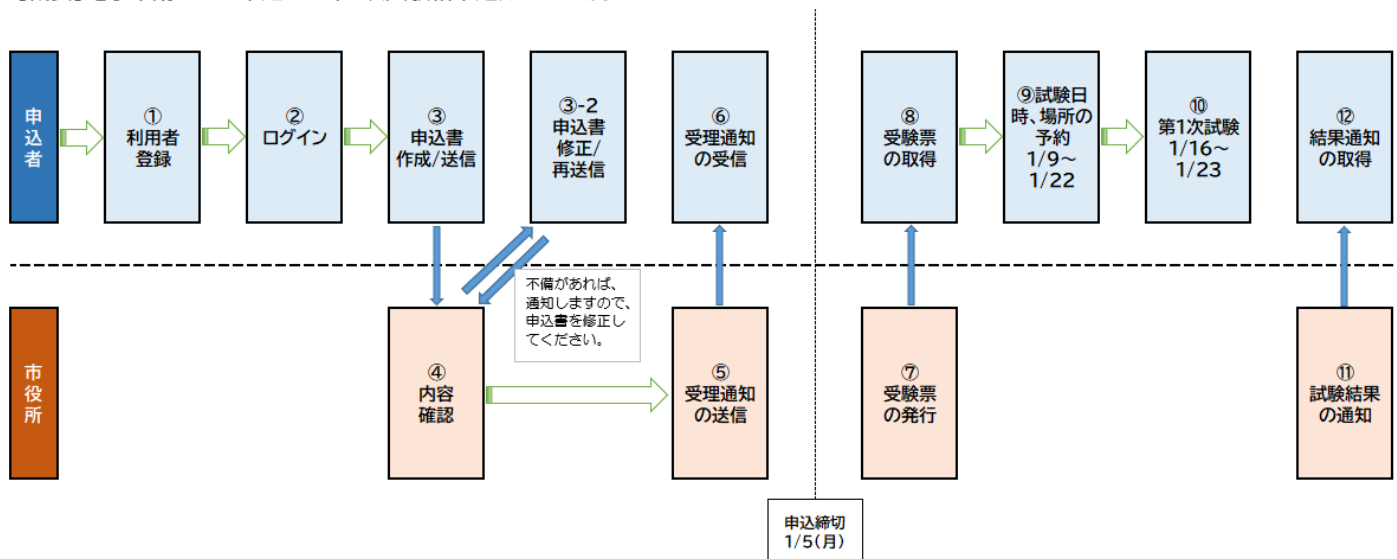 申込者
①
利用者
登録
②
ログイン
③
申込書
作成/送信
③-2
申込書
修正/
再送信
⑥
受理通知
の受信
⑧
受験票
の取得
⑨試験日
時、場所の
予約
1/9~
1/22
⑩
第1次試験
1/16~
1/23
⑫
結果通知
の取得
不備があれば、
通知しますので、
申込書を修正し
てください。
市役所
④
内容
確認
⑤
受理通知
の送信
⑦
受験票
の発行
⑪
試験結果
の通知
申込締切
1/5(月)